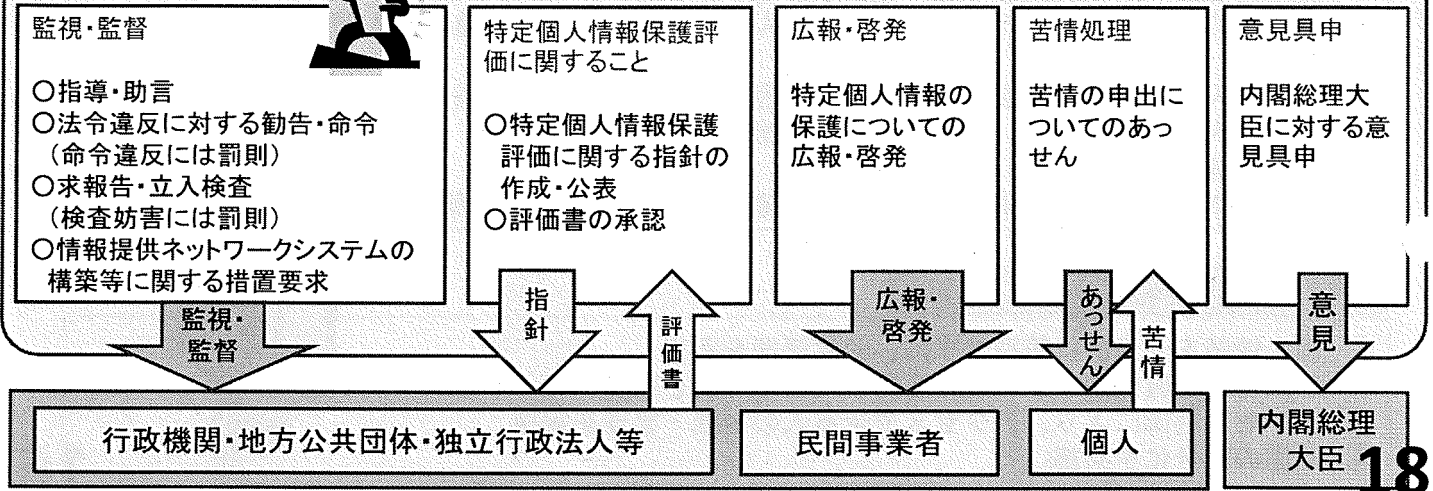 監視・監督
〇指導・助言
〇法令違反に対する勧告・命令
(命令違反には罰則)
〇求報告・立入検査
(検査妨害には罰則)
〇情報提供ネットワークシステムの
構築等に関する措置要求
監視・
監督
特定個人情報保護評
価に関すること
〇特定個人情報保護
評価に関する指針の
作成・公表
〇評価書の承認
指針
評価書
広報・啓発
特定個人情報の
保護についての
広報・啓発
広報・
啓発
苦情処理
苦情の申出に
ついてのあっ
せん
あっせん
苦情
意見具申
内閣総理大
臣に対する意
見具申
意見
行政機関・地方公共団体・独立行政法人等
民間事業者
個人
内閣総理
大臣
18